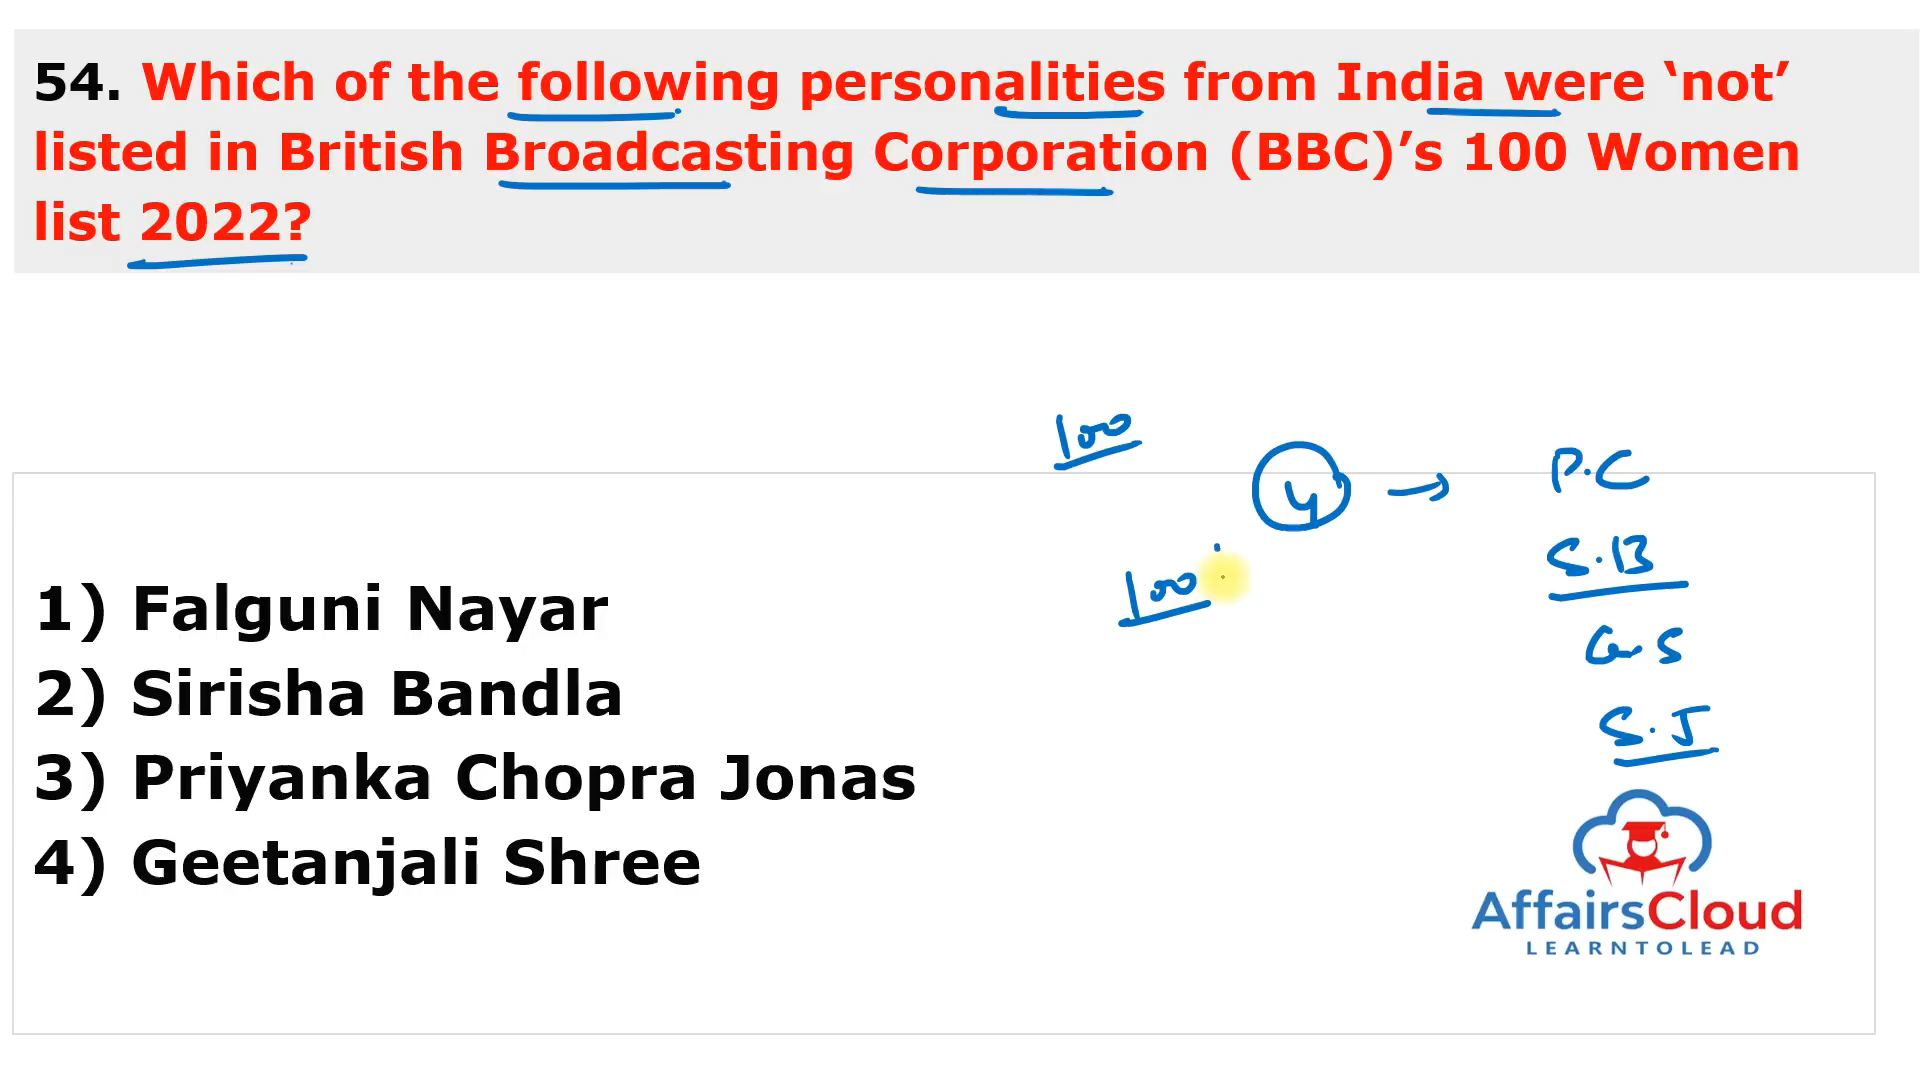 54. Which of the following personalities from India were ‘not’
listed in British Broadcasting Corporation (BBC)’s 100 Women
list 2022?
100
4 → P.C
S.B
100
G.S
S.J
1) Falguni Nayar
2) Sirisha Bandla
3) Priyanka Chopra Jonas
4) Geetanjali Shree
AffairsCloud
LEARNTOLEAD